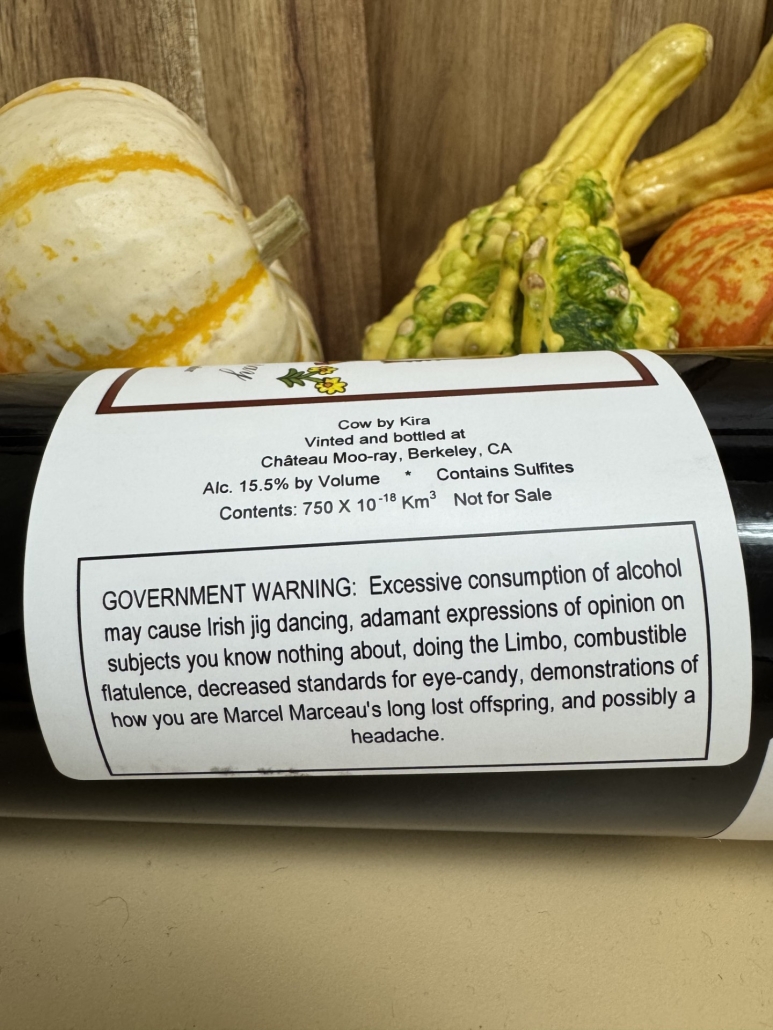 Cow by Kira
Vinted and bottled at
Château Moo-ray, Berkeley, CA
Alc. 15.5% by Volume * Contains Sulfites
Contents: 750 X 10⁻¹⁸ Km³ Not for Sale
GOVERNMENT WARNING: Excessive consumption of alcohol
may cause Irish jig dancing, adamant expressions of opinion on
subjects you know nothing about, doing the Limbo, combustible
flatulence, decreased standards for eye-candy, demonstrations of
how you are Marcel Marceau's long lost offspring, and possibly a
headache.